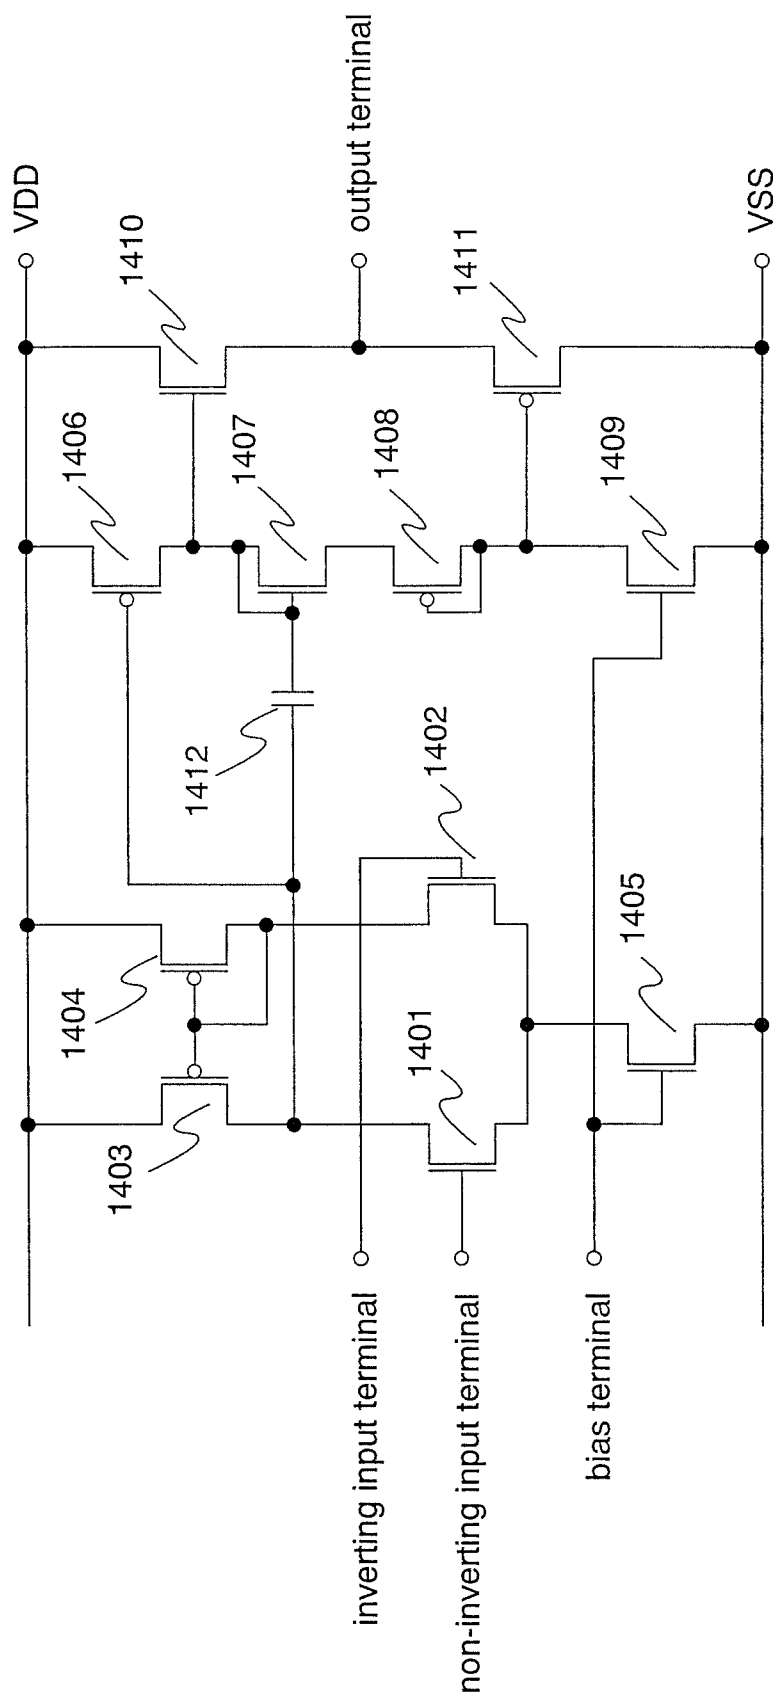 VDD
1410
output terminal
1411
VSS
1406
1407
1408
1409
1412
1402
1404
1405
1403
1401
inverting input terminal
non-inverting input terminal
bias terminal